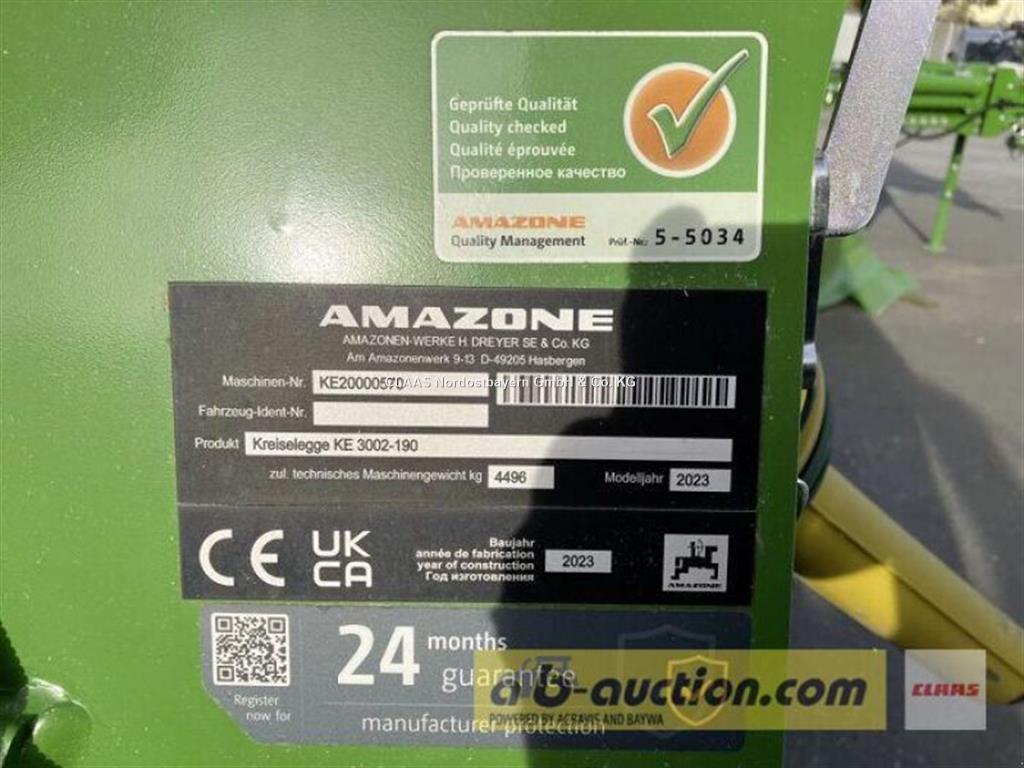 Geprüfte Qualität
Quality checked
Qualité éprouvée
Проверенное качество
AMAZONE
Quality Management
Prüf.-Nr.: 5-5034
AMAZONE
AMAZONEN-WERKE H. DREYER SE & Co. KG
Am Amazonenwerk 9-13 D-49205 Hasbergen
Maschinen-Nr. KE20000570
CLAAS Nordostbayern GmbH & Co. KG
Fahrzeug-Ident-Nr.
Produkt Kreiselegge KE 3002-190
zul. technisches Maschinengewicht kg 4496 Modelljahr 2023
CE UK CA
Baujahr
année de fabrication
year of construction 2023
Год изготовления
AMAZONE
24 months
guarantee
Register
now for
manufacturer protection
a b-auction.com
POWERED BY AGRAVIS AND BAYWA
CLAAS